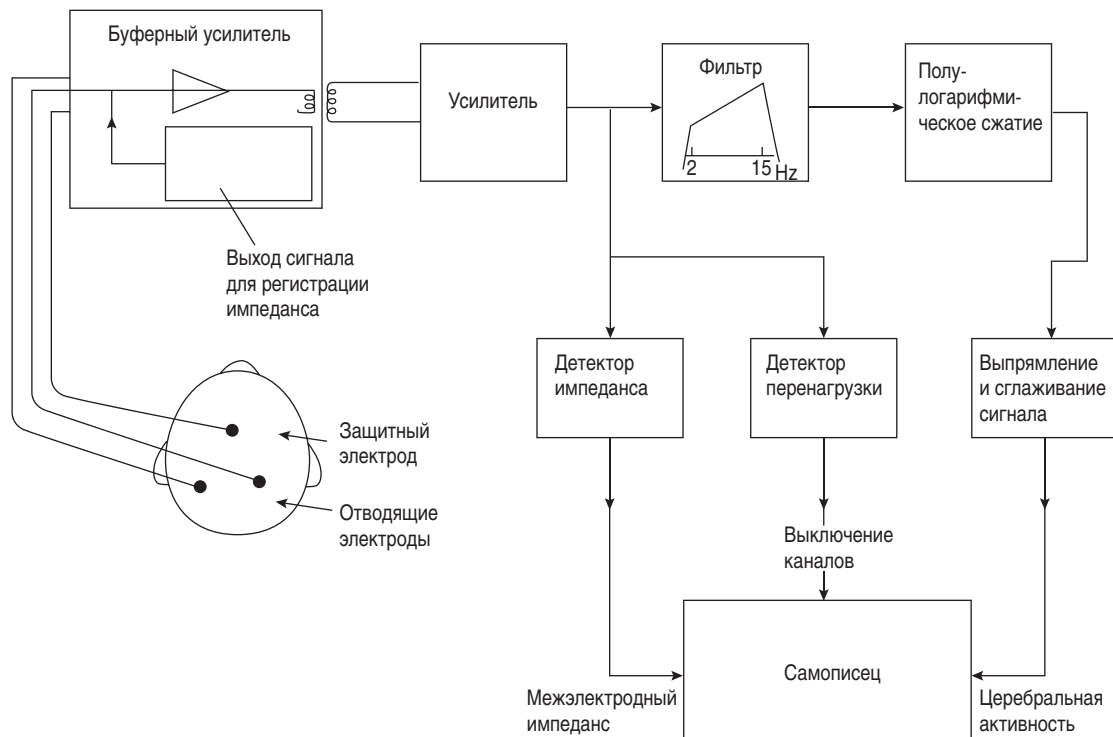 Буферный усилитель
Усилитель
Фильтр
2 15 Hz
Полу-
логарифми-
ческое сжатие
Выход сигнала
для регистрации
импеданса
Детектор
импеданса
Детектор
перенагрузки
Выпрямление
и сглаживание
сигнала
Защитный
электрод
Отводящие
электроды
Выключение
каналов
Самописец
Межэлектродный
импеданс
Церебральная
активность